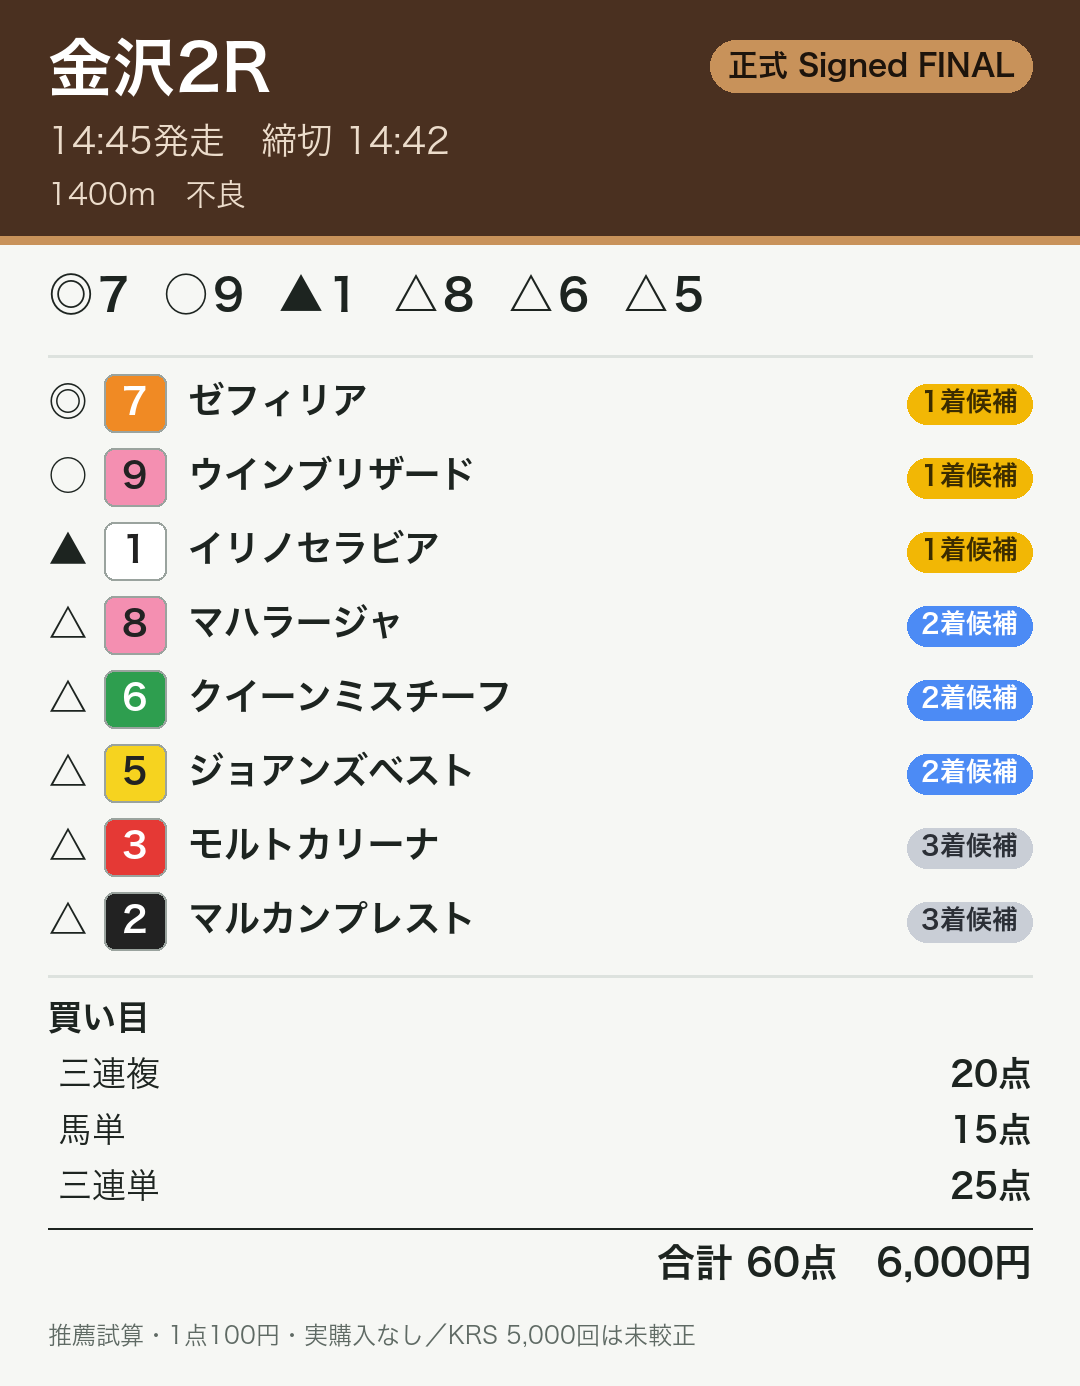 金沢2R
正式 Signed FINAL
14:45発走　締切 14:42
1400m　不良
◎7 ○9 ▲1 △8 △6 △5
◎ 7 ゼフィリア 1着候補
○ 9 ウインブリザード 1着候補
▲ 1 イリノセラビア 1着候補
△ 8 マハラージャ 2着候補
△ 6 クイーンミスチーフ 2着候補
△ 5 ジョアンズベスト 2着候補
△ 3 モルトカリーナ 3着候補
△ 2 マルカンプレスト 3着候補
買い目
三連複 20点
馬単 15点
三連単 25点
合計 60点　6,000円
推薦試算・1点100円・実購入なし／KRS 5,000回は未較正